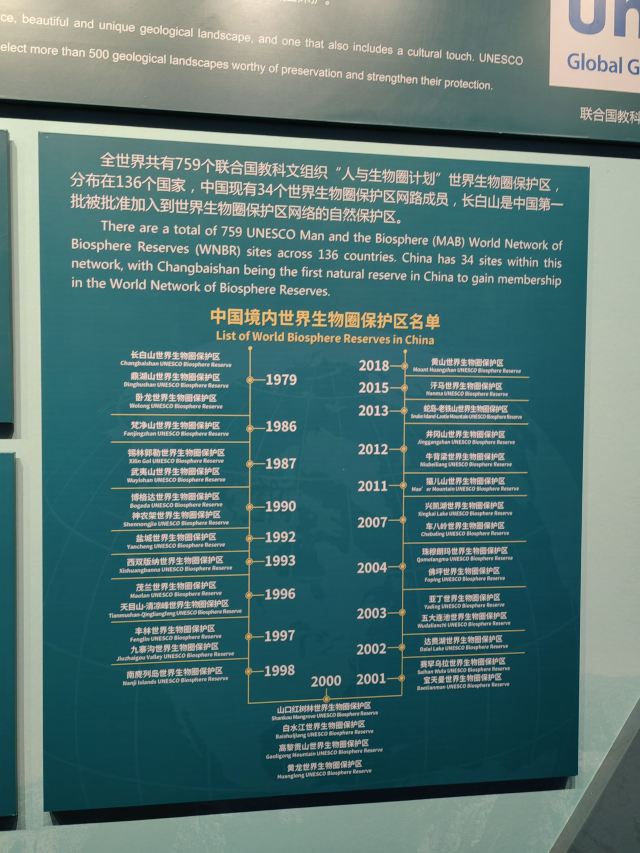 ce, beautiful and unique geological landscape, and one that also includes a cultural touch. UNESCO
elect more than 500 geological landscapes worthy of preservation and strengthen their protection.
Global G
联合国教科
全世界共有759个联合国教科文组织“人与生物圈计划”世界生物圈保护区，
分布在136个国家，中国现有34个世界生物圈保护区网路成员，长白山是中国第一
批被批准加入到世界生物圈保护区网络的自然保护区。
There are a total of 759 UNESCO Man and the Biosphere (MAB) World Network of
Biosphere Reserves (WNBR) sites across 136 countries. China has 34 sites within this
network, with Changbaishan being the first natural reserve in China to gain membership
in the World Network of Biosphere Reserves.
中国境内世界生物圈保护区名单
List of World Biosphere Reserves in China
长白山世界生物圈保护区
Changbaishan UNESCO Biosphere Reserve
鼎湖山世界生物圈保护区
Dinghushan UNESCO Biosphere Reserve
卧龙世界生物圈保护区
Wolong UNESCO Biosphere Reserve
1979
梵净山世界生物圈保护区
Fanjingshan UNESCO Biosphere Reserve
1986
锡林郭勒世界生物圈保护区
Xilin Gol UNESCO Biosphere Reserve
武夷山世界生物圈保护区
Wuyishan UNESCO Biosphere Reserve
1987
博格达世界生物圈保护区
Bogeda UNESCO Biosphere Reserve
神农架世界生物圈保护区
Shennongjia UNESCO Biosphere Reserve
1990
盐城世界生物圈保护区
Yancheng UNESCO Biosphere Reserve
1992
西双版纳世界生物圈保护区
Xishuangbanna UNESCO Biosphere Reserve
1993
茂兰世界生物圈保护区
Maolan UNESCO Biosphere Reserve
天目山-清凉峰世界生物圈保护区
Tianmushan-Qingliangfeng UNESCO Biosphere Reserve
1996
丰林世界生物圈保护区
Fenglin UNESCO Biosphere Reserve
九寨沟世界生物圈保护区
Jiuzhaigou Valley UNESCO Biosphere Reserve
1997
南麂列岛世界生物圈保护区
Nanji Islands UNESCO Biosphere Reserve
1998
2018
黄山世界生物圈保护区
Mount Huangshan UNESCO Biosphere Reserve
2015
汗马世界生物圈保护区
Hanma UNESCO Biosphere Reserve
2013
蛇岛-老铁山世界生物圈保护区
Snake Island-Laotie Mountain UNESCO Biosphere Reserve
2012
井冈山世界生物圈保护区
Jinggangshan UNESCO Biosphere Reserve
牛背梁世界生物圈保护区
Niubeiliang UNESCO Biosphere Reserve
2011
猫儿山世界生物圈保护区
Mao'er Mountain UNESCO Biosphere Reserve
2007
兴凯湖世界生物圈保护区
Xingkai Lake UNESCO Biosphere Reserve
车八岭世界生物圈保护区
Chebaling UNESCO Biosphere Reserve
2004
珠穆朗玛世界生物圈保护区
Qomolangma UNESCO Biosphere Reserve
佛坪世界生物圈保护区
Foping UNESCO Biosphere Reserve
2003
亚丁世界生物圈保护区
Yading UNESCO Biosphere Reserve
五大连池世界生物圈保护区
Wudalianchi UNESCO Biosphere Reserve
2002
达赉湖世界生物圈保护区
Dalai Lake UNESCO Biosphere Reserve
2001
赛罕乌拉世界生物圈保护区
Saihan Wula UNESCO Biosphere Reserve
宝天曼世界生物圈保护区
Baotianman UNESCO Biosphere Reserve
2000
山口红树林世界生物圈保护区
Shankou Mangrove UNESCO Biosphere Reserve
白水江世界生物圈保护区
Baishuijiang UNESCO Biosphere Reserve
高黎贡山世界生物圈保护区
Gaoligong Mountain UNESCO Biosphere Reserve
黄龙世界生物圈保护区
Huanglong UNESCO Biosphere Reserve